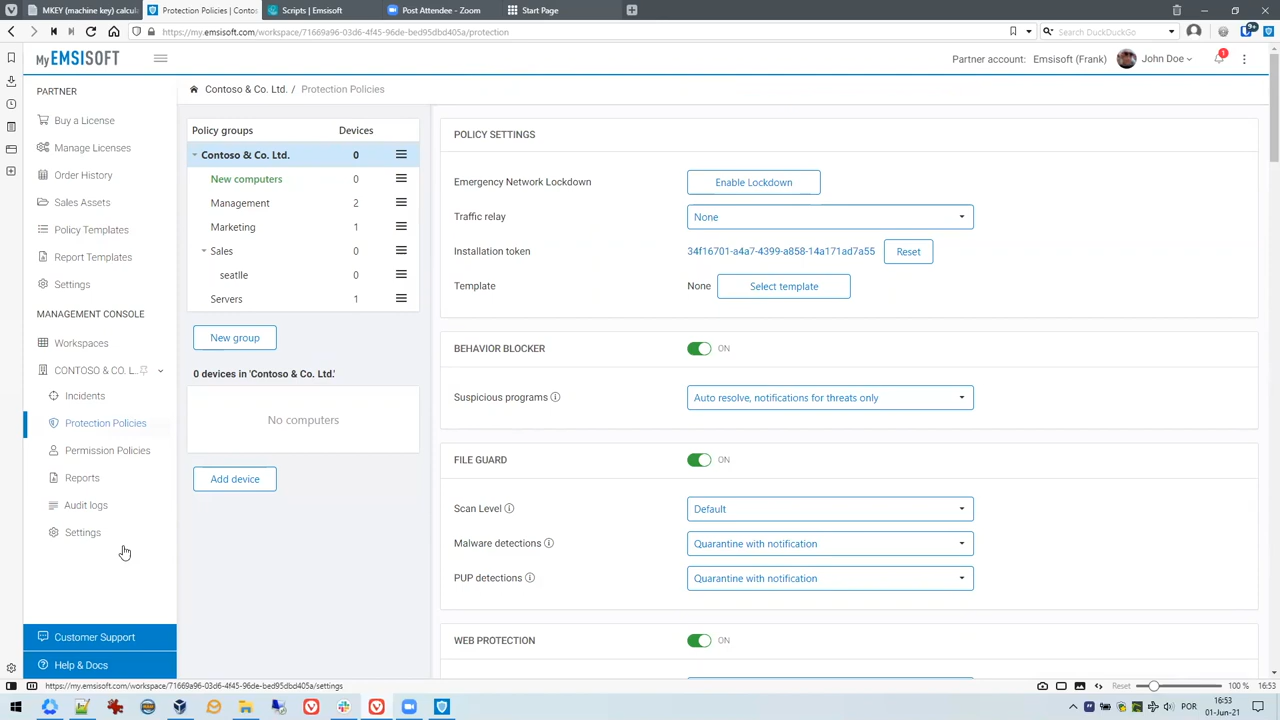 MKEY (machine key) calcul
Protection Policies | Conto
Scripts | Emsisoft
Post Attendee - Zoom
Start Page
https://my.emsisoft.com/workspace/71669a96-03d6-4f45-96de-bed95dbd405a/protection
Search DuckDuckGo
9+
My EMSISOFT
Partner account: Emsisoft (Frank)
John Doe
1
PARTNER
Buy a License
Manage Licenses
Order History
Sales Assets
Policy Templates
Report Templates
Settings
MANAGEMENT CONSOLE
Workspaces
CONTOSO & CO. L...
Incidents
Protection Policies
Permission Policies
Reports
Audit logs
Settings
Customer Support
Help & Docs
Contoso & Co. Ltd. / Protection Policies
Policy groups Devices
Contoso & Co. Ltd. 0
New computers 0
Management 2
Marketing 1
Sales 0
seatlle 0
Servers 1
New group
0 devices in 'Contoso & Co. Ltd.'
No computers
Add device
POLICY SETTINGS
Emergency Network Lockdown Enable Lockdown
Traffic relay None
Installation token 34f16701-a4a7-4399-a858-14a171ad7a55 Reset
Template None Select template
BEHAVIOR BLOCKER ON
Suspicious programs Auto resolve, notifications for threats only
FILE GUARD ON
Scan Level Default
Malware detections Quarantine with notification
PUP detections Quarantine with notification
WEB PROTECTION ON
https://my.emsisoft.com/workspace/71669a96-03d6-4f45-96de-bed95dbd405a/settings
Reset 100 % 16:53
POR
16:53
01-Jun-21